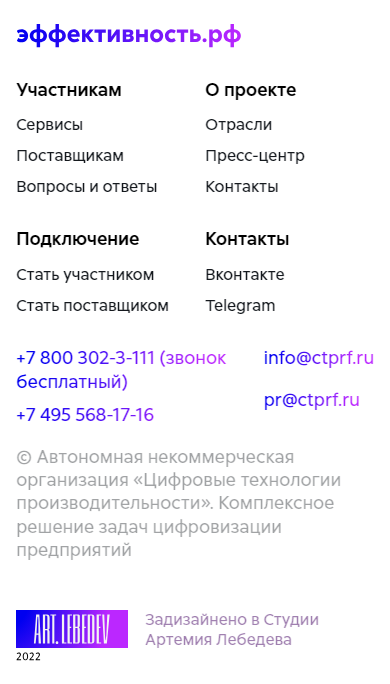 эффективность.рф
Участникам
Сервисы
Поставщикам
Вопросы и ответы
О проекте
Отрасли
Пресс-центр
Контакты
Подключение
Стать участником
Стать поставщиком
Контакты
Вконтакте
Telegram
+7 800 302-3-111 (звонок
бесплатный)
+7 495 568-17-16
info@ctprf.ru
pr@ctprf.ru
© Автономная некоммерческая
организация «Цифровые технологии
производительности». Комплексное
решение задач цифровизации
предприятий
ART. LEBEDEV
2022
Задизайнено в Студии
Артемия Лебедева